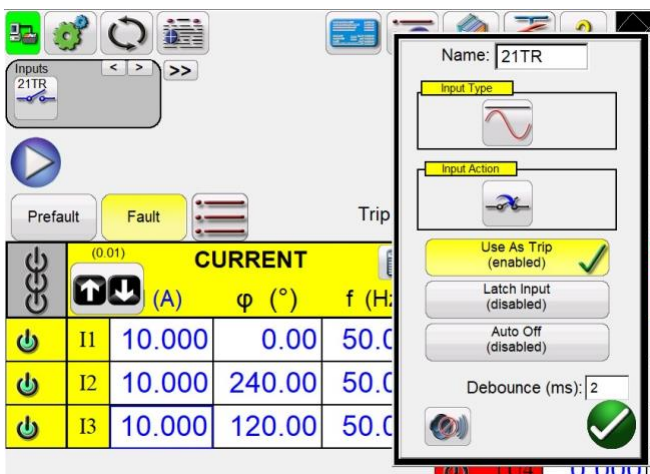 Inputs
< >
>>
21TR
Name: 21TR
Input Type
Input Action
Prefault
Fault
Trip
Use As Trip
(enabled)
Latch Input
(disabled)
Auto Off
(disabled)
Debounce (ms): 2
(0.01)
CURRENT
(A) φ (°) f (Hz
I1 10.000 0.00 50.0
I2 10.000 240.00 50.0
I3 10.000 120.00 50.0